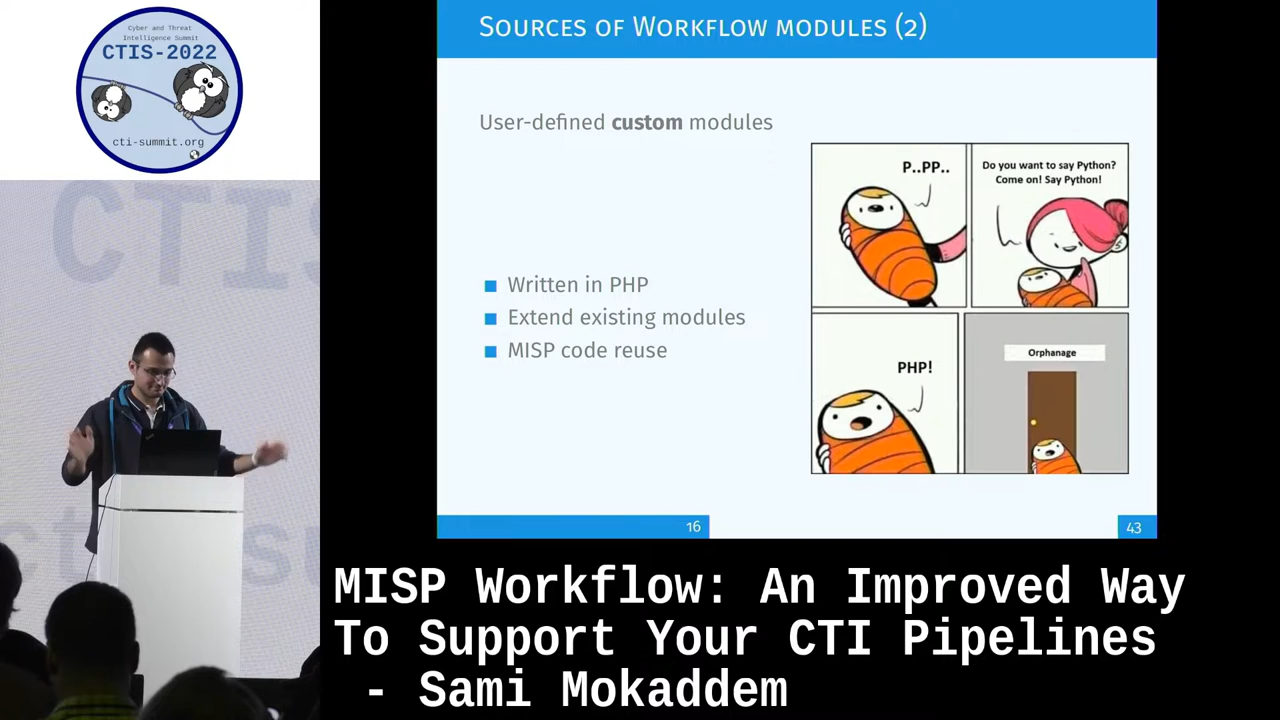 Cyber and Threat
Intelligence Summit
CTIS-2022
cti-summit.org
CTIS
SOURCES OF WORKFLOW MODULES (2)
User-defined custom modules
Written in PHP
Extend existing modules
MISP code reuse
P..PP..
Do you want to say Python?
Come on! Say Python!
PHP!
Orphanage
16
43
MISP Workflow: An Improved Way
To Support Your CTI Pipelines
- Sami Mokaddem